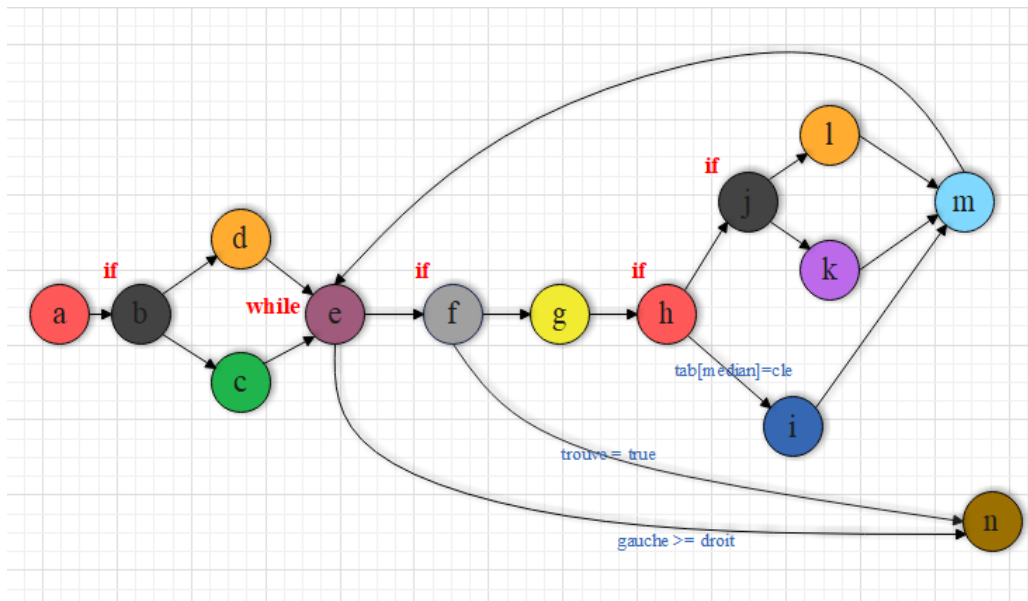 l
if
j
m
d
k
if
if
if
while
a
b
e
f
g
h
c
tab[median]=cle
i
trouve = true
n
gauche >= droit